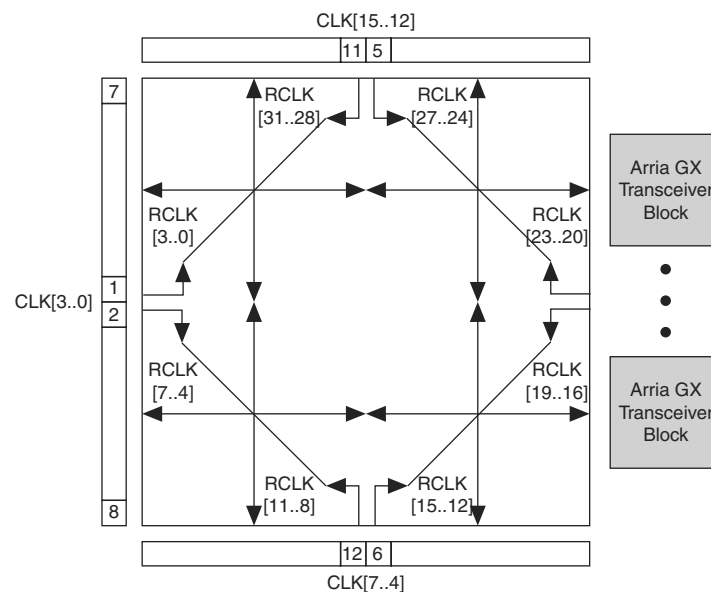 CLK[15..12]
11 5
7
RCLK
[31..28]
RCLK
[27..24]
Arria GX
Transceiver
Block
RCLK
[3..0]
RCLK
[23..20]
1
CLK[3..0]
2
RCLK
[7..4]
RCLK
[19..16]
Arria GX
Transceiver
Block
RCLK
[11..8]
RCLK
[15..12]
8
12 6
CLK[7..4]